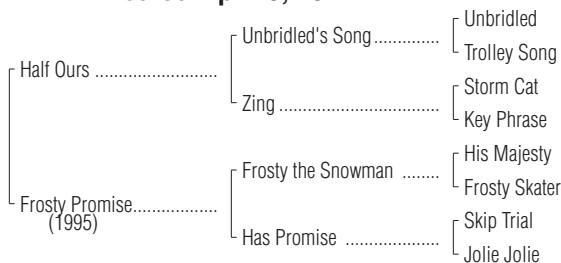 Unbridled
Unbridled's Song..............
Trolley Song
Half Ours ..........................
Storm Cat
Zing ..................................
Key Phrase
His Majesty
Frosty the Snowman ........
Frosty Skater
Frosty Promise..................
(1995)
Skip Trial
Has Promise ....................
Jolie Jolie